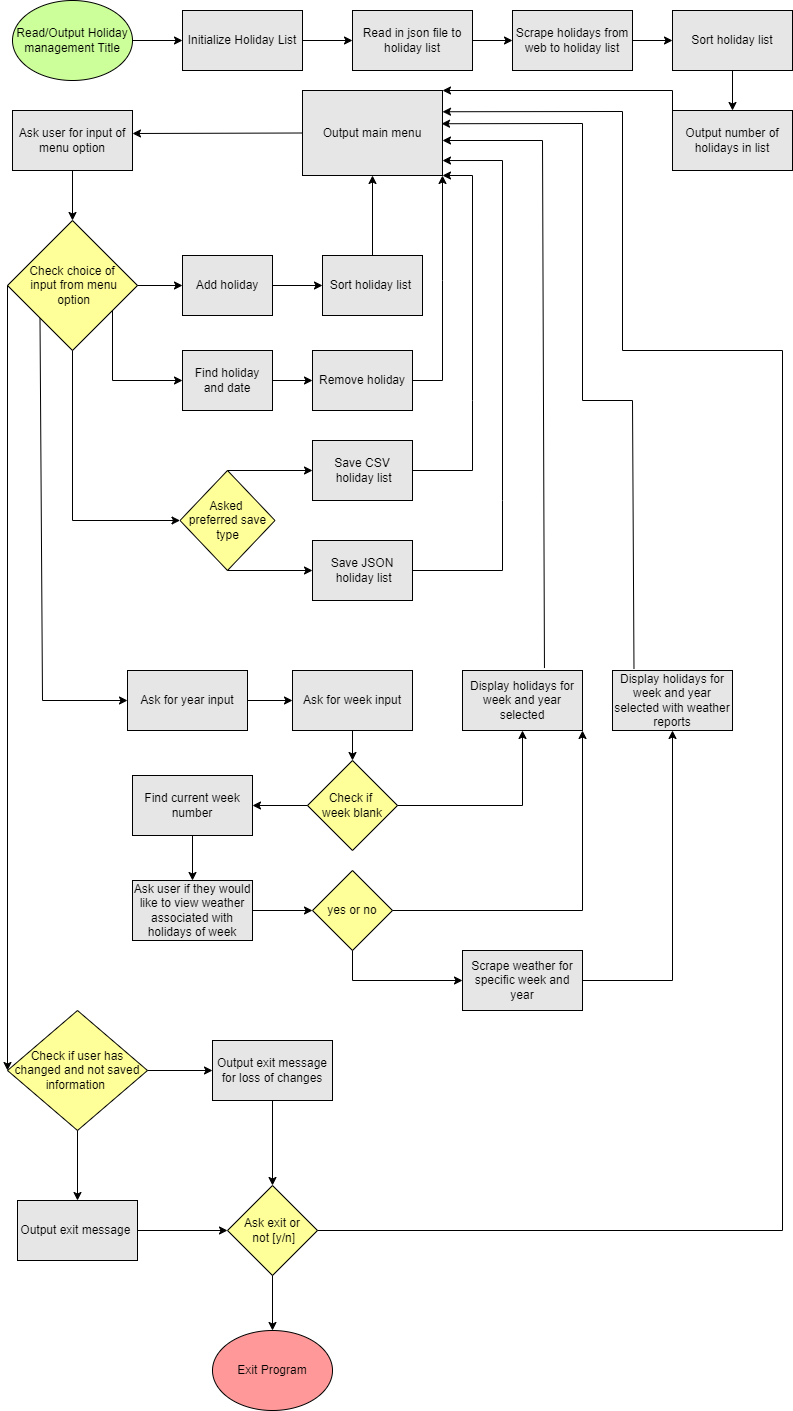 Read/Output Holiday
management Title
Initialize Holiday List
Read in json file to
holiday list
Scrape holidays from
web to holiday list
Sort holiday list
Ask user for input of
menu option
Output main menu
Output number of
holidays in list
Check choice of
input from menu
option
Add holiday
Sort holiday list
Find holiday
and date
Remove holiday
Save CSV
holiday list
Asked
preferred save
type
Save JSON
holiday list
Ask for year input
Ask for week input
Display holidays for
week and year
selected
Display holidays for
week and year
selected with weather
reports
Find current week
number
Check if
week blank
Ask user if they would
like to view weather
associated with
holidays of week
yes or no
Scrape weather for
specific week and
year
Check if user has
changed and not saved
information
Output exit message
for loss of changes
Output exit message
Ask exit or
not [y/n]
Exit Program